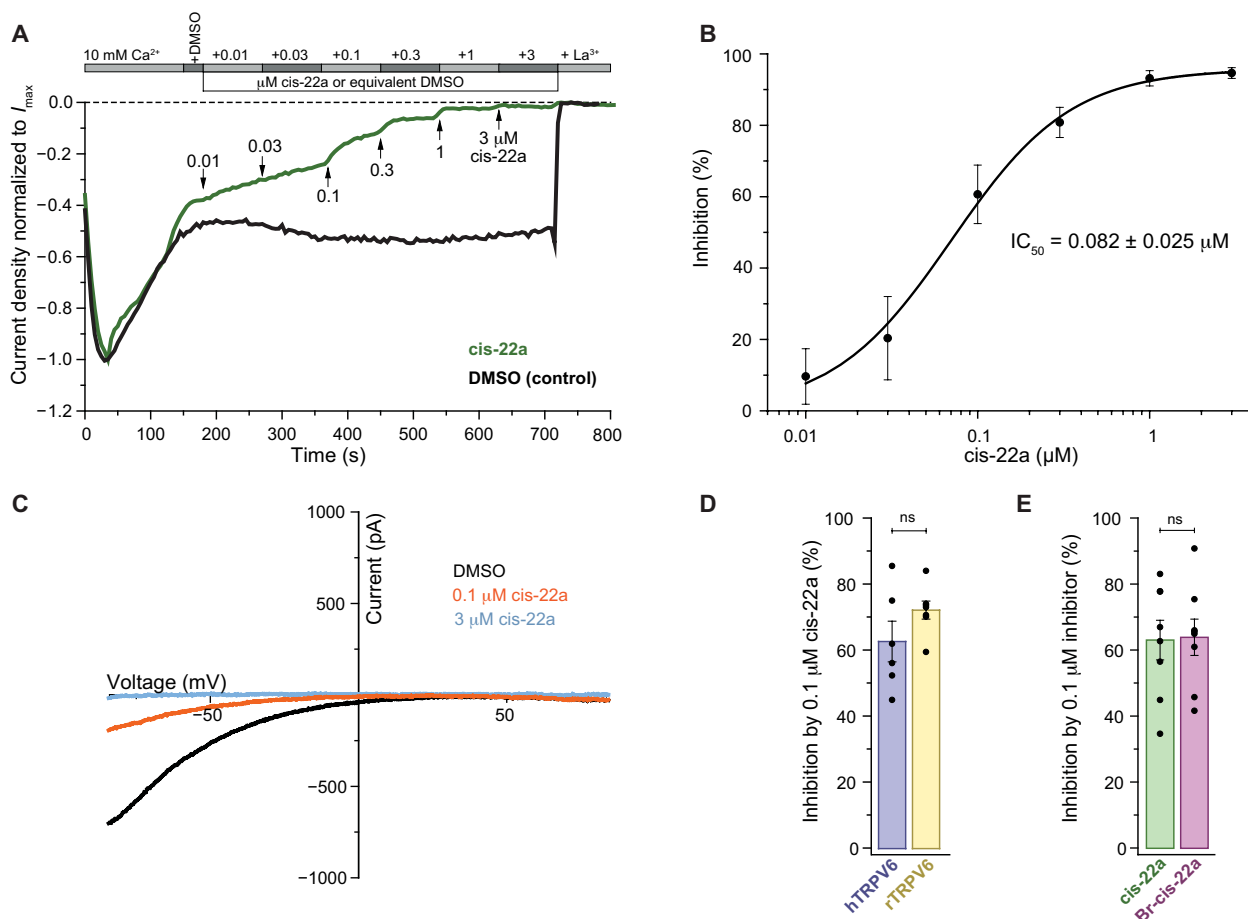 A
10 mM Ca²⁺
+DMSO
+0.01
+0.03
+0.1
+0.3
+1
+3
+ La³⁺
μM cis-22a or equivalent DMSO
Current density normalized to Imax
0.0
−0.2
−0.4
−0.6
−0.8
−1.0
−1.2
0.01
0.03
0.1
0.3
1
3 μM
cis-22a
cis-22a
DMSO (control)
0
100
200
300
400
500
600
700
800
Time (s)
B
Inhibition (%)
100
80
60
40
20
0
IC₅₀ = 0.082 ± 0.025 μM
0.01
0.1
1
cis-22a (μM)
C
Current (pA)
1000
500
−500
−1000
DMSO
0.1 μM cis-22a
3 μM cis-22a
Voltage (mV)
−50
50
D
Inhibition by 0.1 μM cis-22a (%)
100
80
60
40
20
0
ns
hTRPV6
rTRPV6
E
Inhibition by 0.1 μM inhibitor (%)
100
80
60
40
20
0
ns
cis-22a
Br-cis-22a